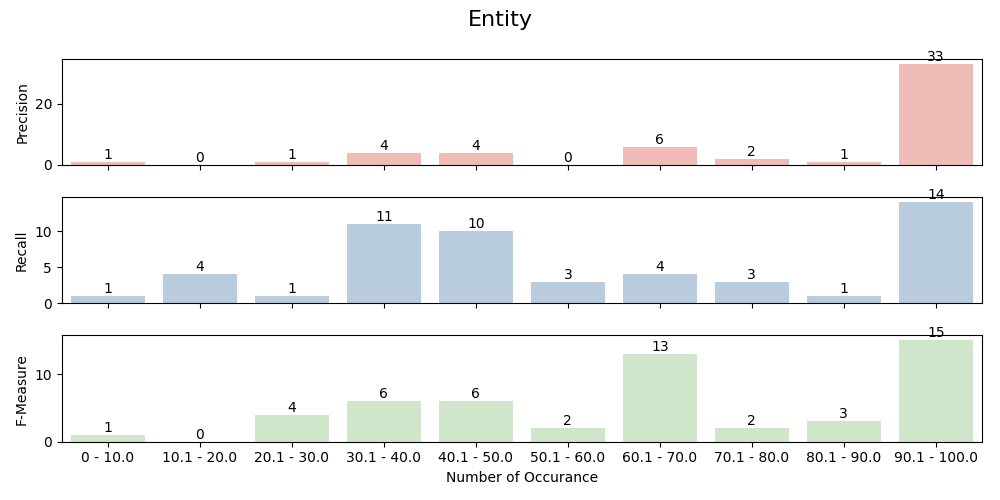 Entity
Precision
20
0
1 0 1 4 4 0 6 2 1 33
Recall
10
5
0
1 4 1 11 10 3 4 3 1 14
F-Measure
10
0
1 0 4 6 6 2 13 2 3 15
0 - 10.0 10.1 - 20.0 20.1 - 30.0 30.1 - 40.0 40.1 - 50.0 50.1 - 60.0 60.1 - 70.0 70.1 - 80.0 80.1 - 90.0 90.1 - 100.0
Number of Occurance